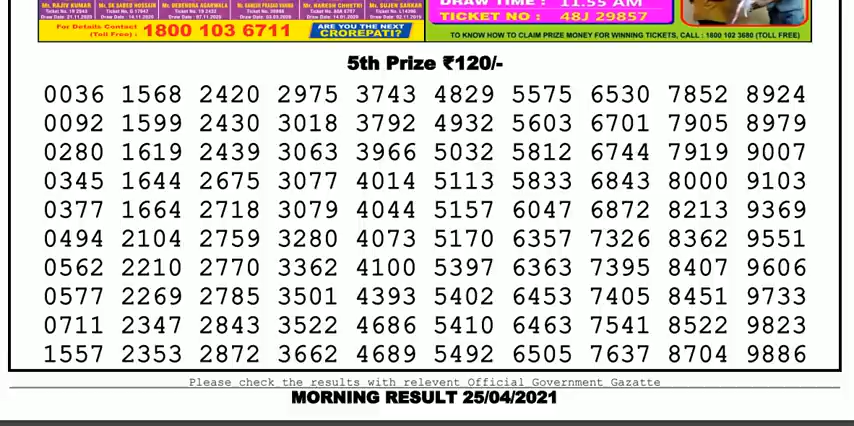 Mr. RAJIV KUMAR Mr. SK SABER HOSSAIN Mr. DEBENDRA AGARWALA Mr. HARESH CHHETRI Mr. SUJEN SARKAR
DRAW TIME : 11.55 AM
TICKET NO : 48J 29857
For Details Contact
(Toll Free) : 1800 103 6711
ARE YOU THE NEXT
CROREPATI?
TO KNOW HOW TO CLAIM PRIZE MONEY FOR WINNING TICKETS, CALL : 1800 102 3680 (TOLL FREE)
5th Prize ₹120/-
0036 1568 2420 2975 3743 4829 5575 6530 7852 8924
0092 1599 2430 3018 3792 4932 5603 6701 7905 8979
0280 1619 2439 3063 3966 5032 5812 6744 7919 9007
0345 1644 2675 3077 4014 5113 5833 6843 8000 9103
0377 1664 2718 3079 4044 5157 6047 6872 8213 9369
0494 2104 2759 3280 4073 5170 6357 7326 8362 9551
0562 2210 2770 3362 4100 5397 6363 7395 8407 9606
0577 2269 2785 3501 4393 5402 6453 7405 8451 9733
0711 2347 2843 3522 4686 5410 6463 7541 8522 9823
1557 2353 2872 3662 4689 5492 6505 7637 8704 9886
Please check the results with relevent Official Government Gazatte
MORNING RESULT 25/04/2021